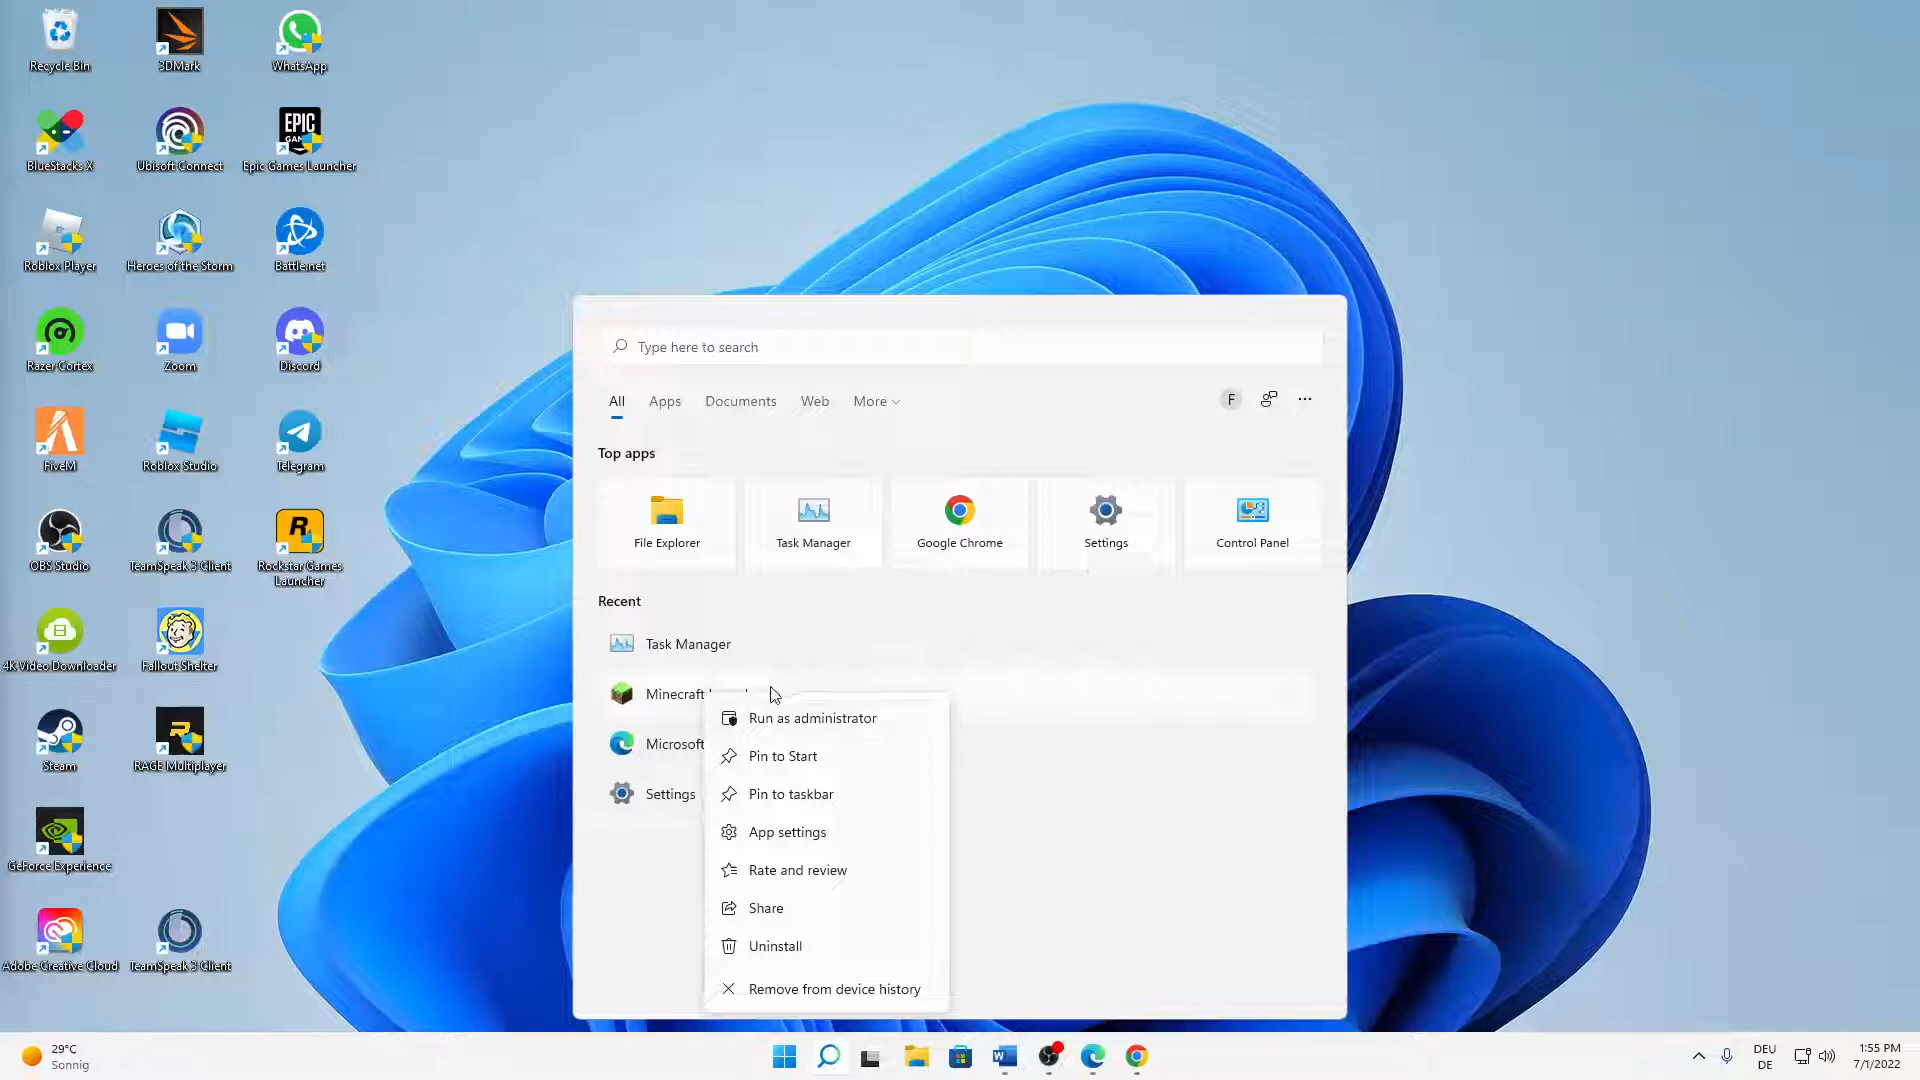 Recycle Bin
3DMark
WhatsApp
BlueStacks X
Ubisoft Connect
EPIC
Epic Games Launcher
Roblox Player
Heroes of the Storm
Battle.net
Razer Cortex
Zoom
Discord
FiveM
Roblox Studio
Telegram
OBS Studio
TeamSpeak 3 Client
Rockstar Games
Launcher
4K Video Downloader
Fallout Shelter
Steam
RAGE Multiplayer
GeForce Experience
Adobe Creative Cloud
TeamSpeak 3 Client
Type here to search
All
Apps
Documents
Web
More
F
Top apps
File Explorer
Task Manager
Google Chrome
Settings
Control Panel
Recent
Task Manager
Minecraft
Microsoft
Settings
Run as administrator
Pin to Start
Pin to taskbar
App settings
Rate and review
Share
Uninstall
Remove from device history
29°C
Sonnig
DEU
DE
1:55 PM
7/1/2022